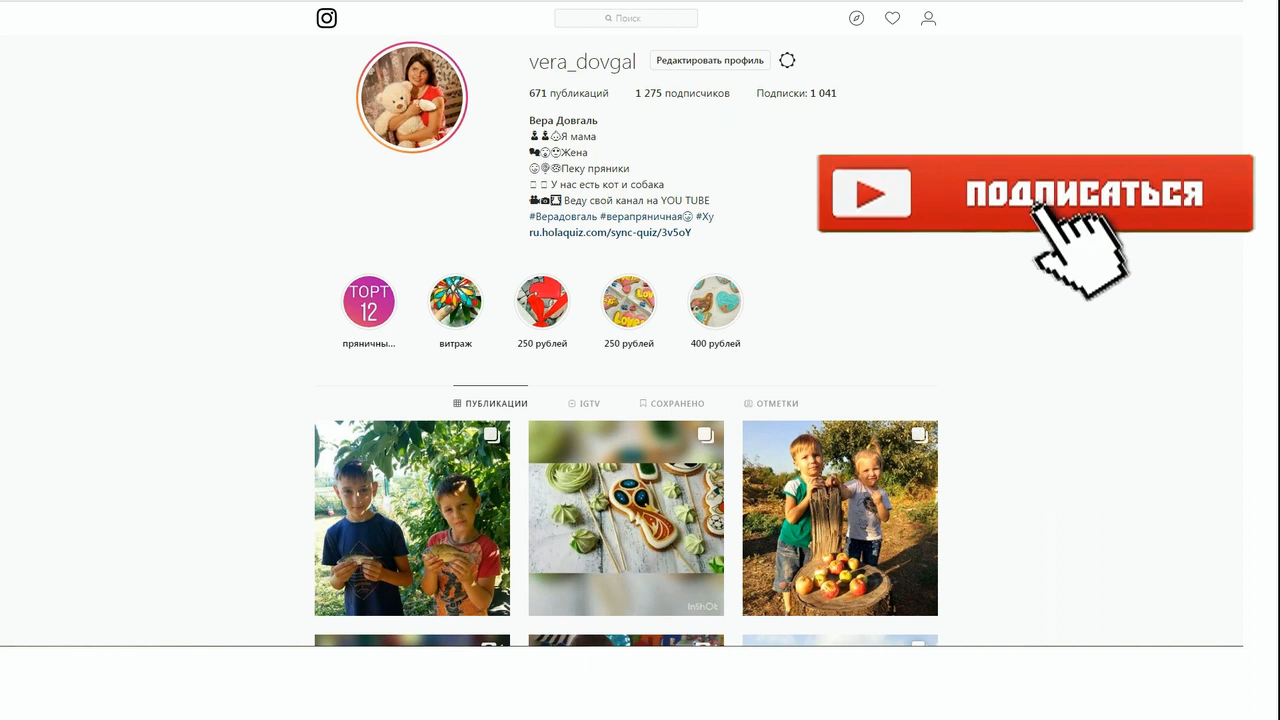 Поиск
vera_dovgal Редактировать профиль
671 публикаций 1 275 подписчиков Подписки: 1 041
Вера Довгаль
Я мама
Жена
Пеку пряники
У нас есть кот и собака
Веду свой канал на YOU TUBE
#Верадовгаль #верапряничная #Ху
ru.holaquiz.com/sync-quiz/3v5oY
ПОДПИСАТЬСЯ
ТОРТ
12
пряничны... витраж 250 рублей 250 рублей 400 рублей
ПУБЛИКАЦИИ IGTV СОХРАНЕНО ОТМЕТКИ
InShOt